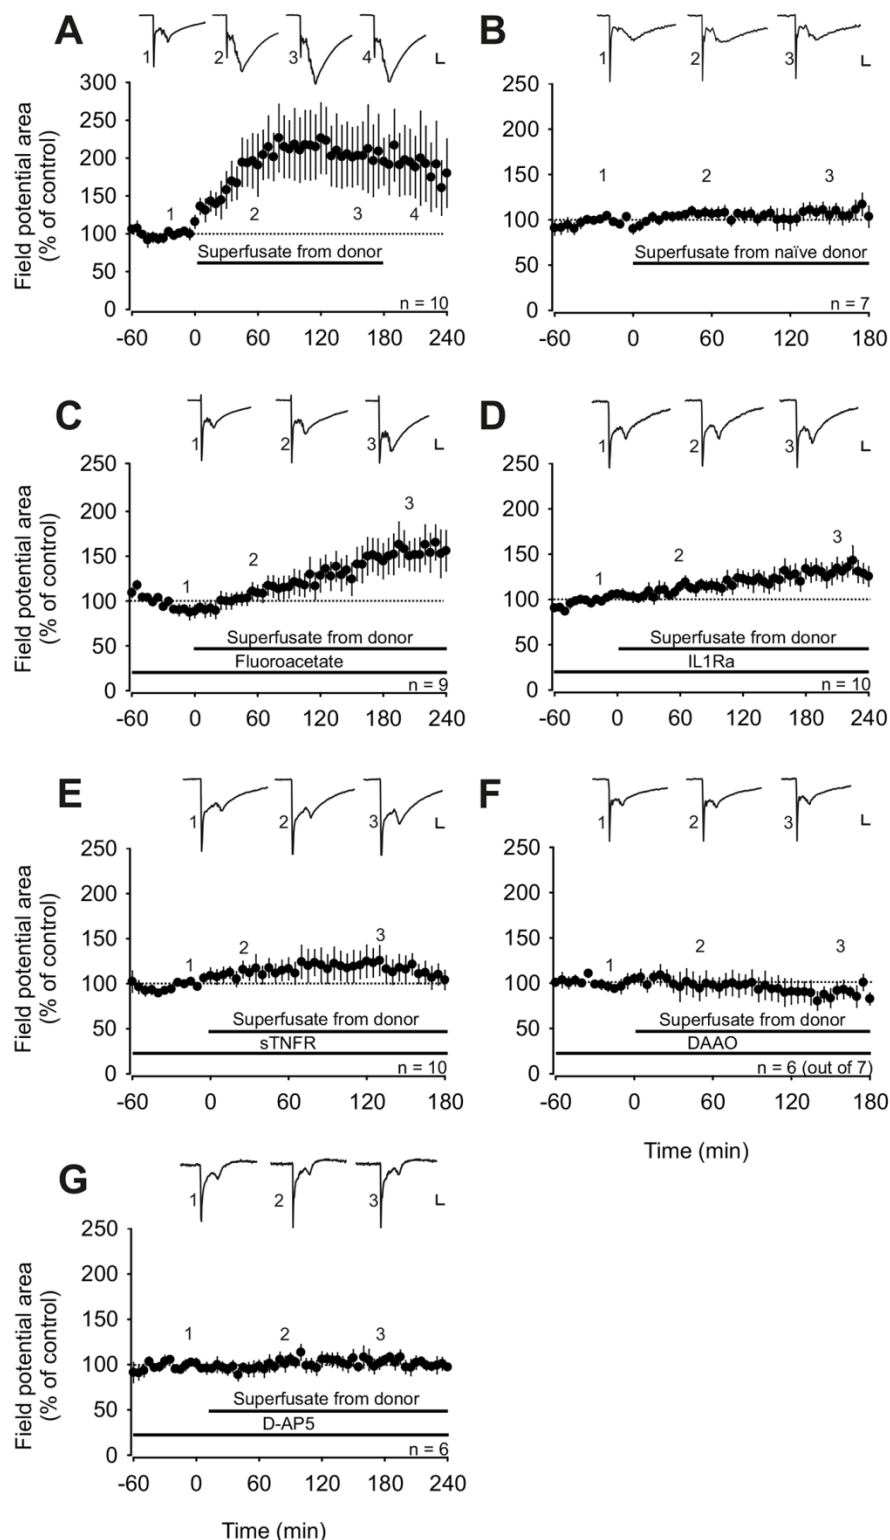 A
1 2 3 4
Field potential area
(% of control)
300
250
200
150
100
50
0
1 2 3 4
Superfusate from donor
n = 10
-60 0 60 120 180 240
B
1 2 3
250
200
150
100
50
0
1 2 3
Superfusate from naïve donor
n = 7
-60 0 60 120 180
C
1 2 3
Field potential area
(% of control)
250
200
150
100
50
0
1 2 3
Superfusate from donor
Fluoroacetate
n = 9
-60 0 60 120 180 240
D
1 2 3
250
200
150
100
50
0
1 2 3
Superfusate from donor
IL1Ra
n = 10
-60 0 60 120 180 240
E
1 2 3
Field potential area
(% of control)
250
200
150
100
50
0
1 2 3
Superfusate from donor
sTNFR
n = 10
-60 0 60 120 180
F
1 2 3
250
200
150
100
50
0
1 2 3
Superfusate from donor
DAAO
n = 6 (out of 7)
-60 0 60 120 180
Time (min)
G
1 2 3
Field potential area
(% of control)
250
200
150
100
50
0
1 2 3
Superfusate from donor
D-AP5
n = 6
-60 0 60 120 180 240
Time (min)